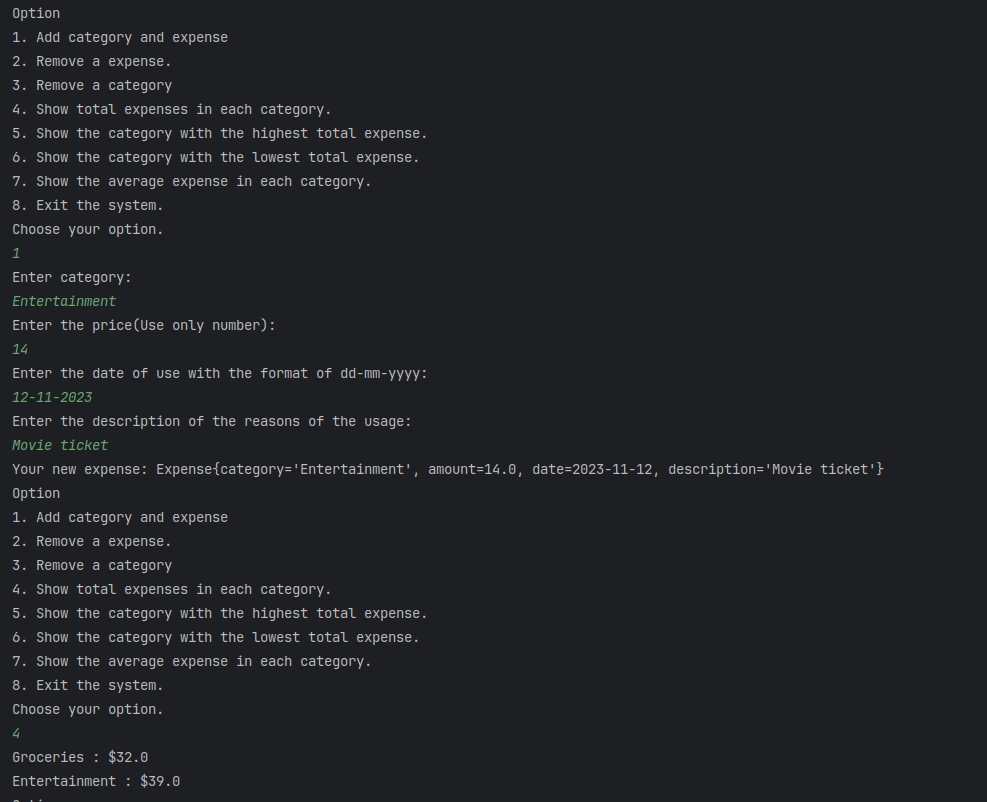 Option
1. Add category and expense
2. Remove a expense.
3. Remove a category
4. Show total expenses in each category.
5. Show the category with the highest total expense.
6. Show the category with the lowest total expense.
7. Show the average expense in each category.
8. Exit the system.
Choose your option.
1
Enter category:
Entertainment
Enter the price(Use only number):
14
Enter the date of use with the format of dd-mm-yyyy:
12-11-2023
Enter the description of the reasons of the usage:
Movie ticket
Your new expense: Expense{category='Entertainment', amount=14.0, date=2023-11-12, description='Movie ticket'}
Option
1. Add category and expense
2. Remove a expense.
3. Remove a category
4. Show total expenses in each category.
5. Show the category with the highest total expense.
6. Show the category with the lowest total expense.
7. Show the average expense in each category.
8. Exit the system.
Choose your option.
4
Groceries : $32.0
Entertainment : $39.0